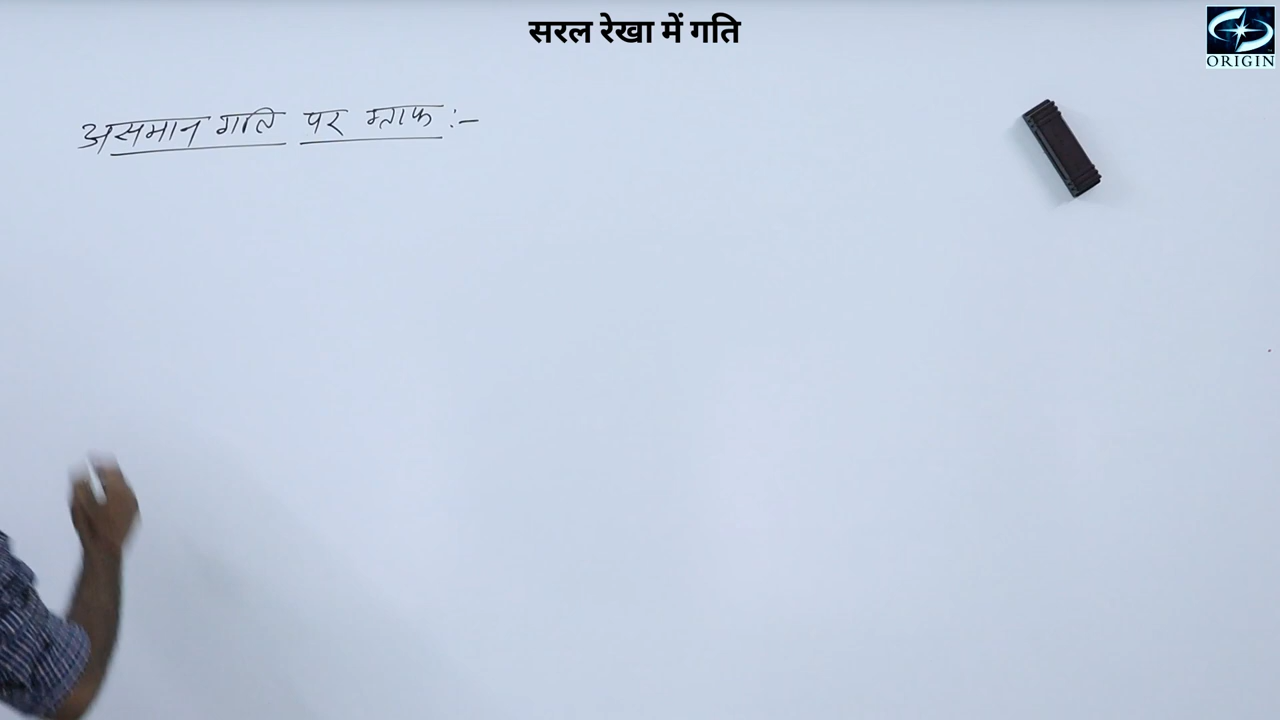 सरल रेखा में गति
ORIGIN
असमान गति पर ग्राफ :-